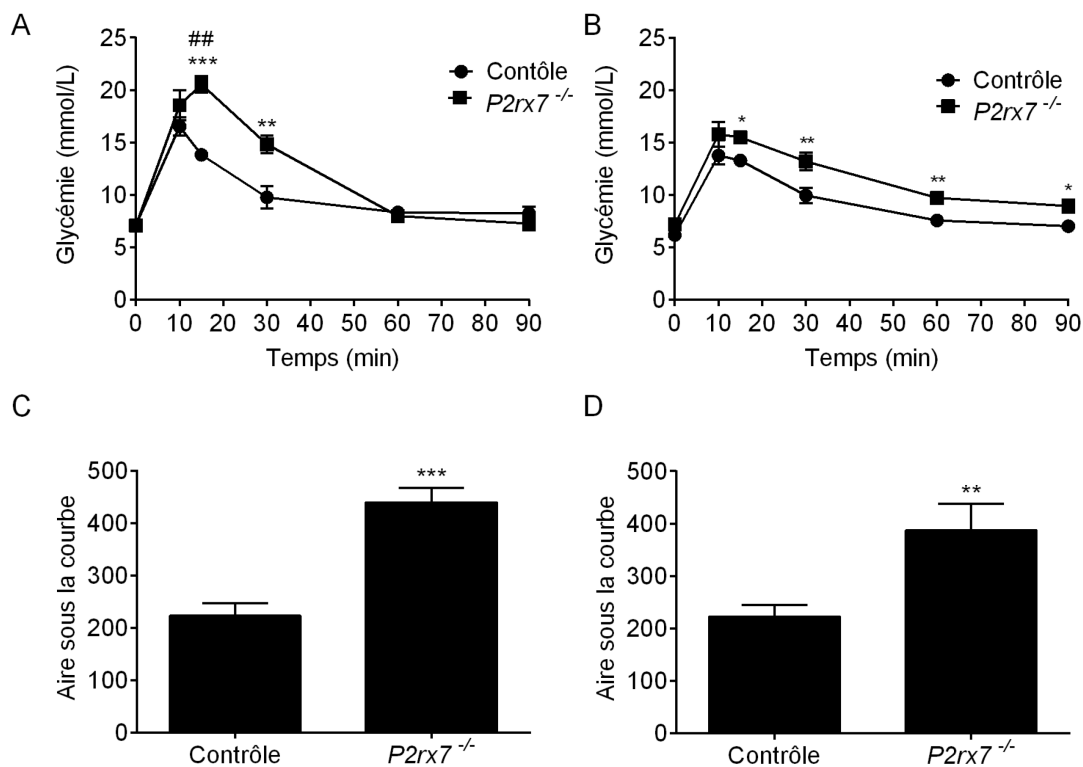 A
Glycémie (mmol/L)
25
20
15
10
5
0
##
***
**
Contôle
P2rx7 -/-
0 10 20 30 40 50 60 70 80 90
Temps (min)
B
Glycémie (mmol/L)
25
20
15
10
5
0
*
**
**
*
Contrôle
P2rx7 -/-
0 10 20 30 40 50 60 70 80 90
Temps (min)
C
Aire sous la courbe
500
400
300
200
100
0
***
Contrôle
P2rx7 -/-
D
Aire sous la courbe
500
400
300
200
100
0
**
Contrôle
P2rx7 -/-